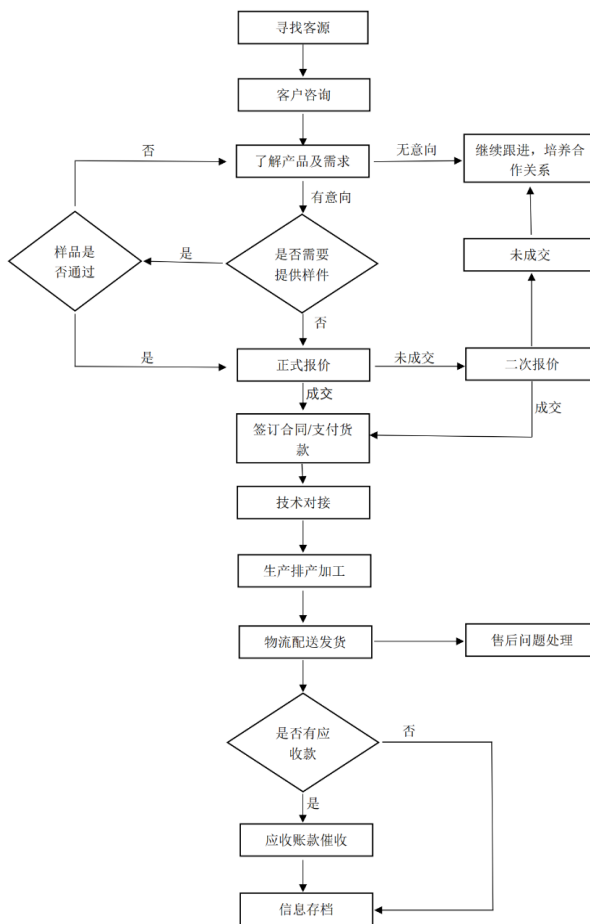 寻找客源
客户咨询
否
了解产品及需求
无意向
继续跟进，培养合
作关系
有意向
样品是
否通过
是
是否需要
提供样件
未成交
否
是
正式报价
未成交
二次报价
成交
成交
签订合同/支付货
款
技术对接
生产排产加工
物流配送发货
售后问题处理
是否有应
收款
否
是
应收账款催收
信息存档